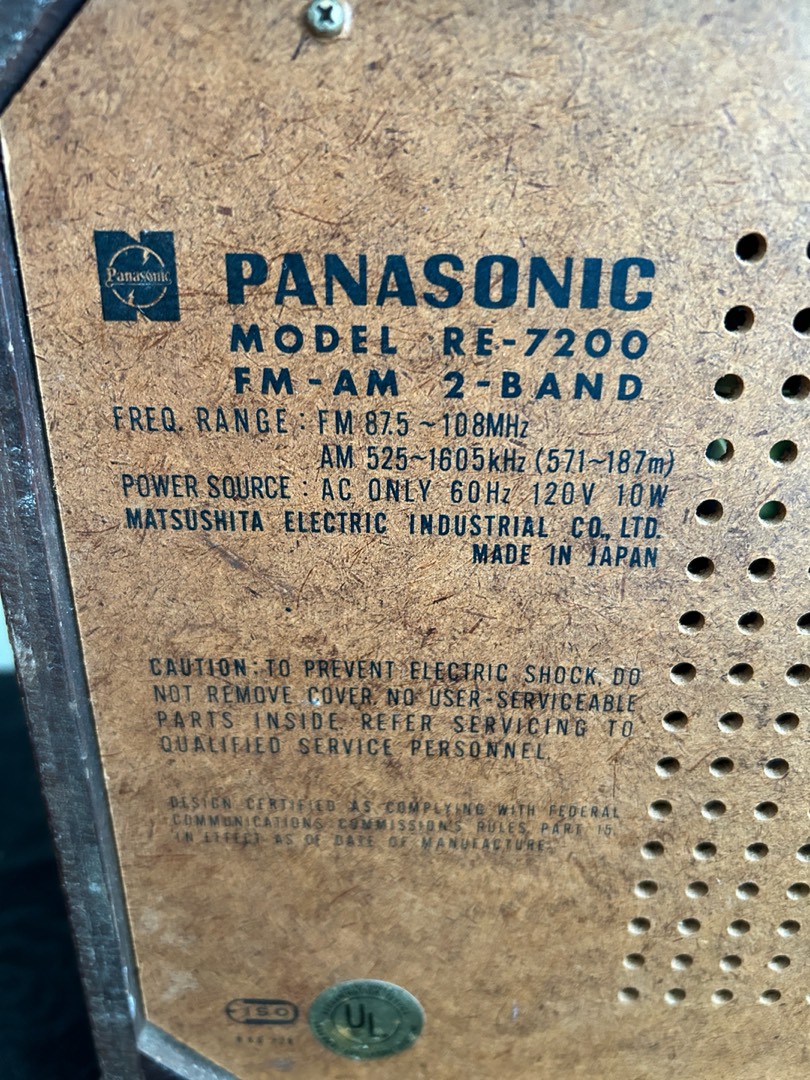 Panasonic
PANASONIC
MODEL RE-7200
FM-AM 2-BAND
FREQ. RANGE : FM 87.5 ~ 108MHz
AM 525~1605kHz (571~187m)
POWER SOURCE : AC ONLY 60Hz 120V 10W
MATSUSHITA ELECTRIC INDUSTRIAL CO., LTD.
MADE IN JAPAN
CAUTION: TO PREVENT ELECTRIC SHOCK, DO
NOT REMOVE COVER. NO USER-SERVICEABLE
PARTS INSIDE. REFER SERVICING TO
QUALIFIED SERVICE PERSONNEL.
DESIGN CERTIFIED AS COMPLYING WITH FEDERAL
COMMUNICATIONS COMMISSION'S RULES, PART 15,
IN EFFECT AS OF DATE OF MANUFACTURE.
UL